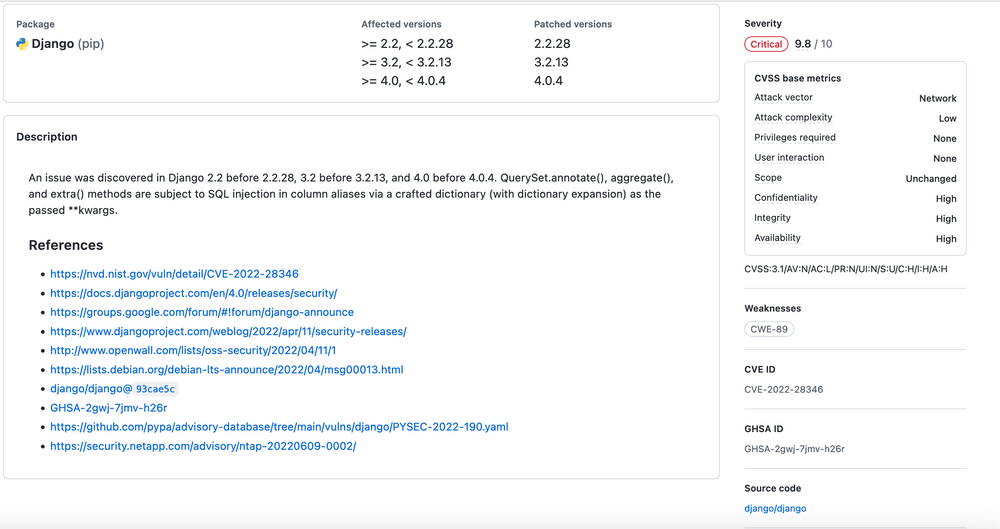 Package
Affected versions
Patched versions
Django (pip)
>= 2.2, < 2.2.28
2.2.28
>= 3.2, < 3.2.13
3.2.13
>= 4.0, < 4.0.4
4.0.4
Description
An issue was discovered in Django 2.2 before 2.2.28, 3.2 before 3.2.13, and 4.0 before 4.0.4. QuerySet.annotate(), aggregate(),
and extra() methods are subject to SQL injection in column aliases via a crafted dictionary (with dictionary expansion) as the
passed **kwargs.
References
https://nvd.nist.gov/vuln/detail/CVE-2022-28346
https://docs.djangoproject.com/en/4.0/releases/security/
https://groups.google.com/forum/#!forum/django-announce
https://www.djangoproject.com/weblog/2022/apr/11/security-releases/
http://www.openwall.com/lists/oss-security/2022/04/11/1
https://lists.debian.org/debian-lts-announce/2022/04/msg00013.html
django/django@93cae5c
GHSA-2gwj-7jmv-h26r
https://github.com/pypa/advisory-database/tree/main/vulns/django/PYSEC-2022-190.yaml
https://security.netapp.com/advisory/ntap-20220609-0002/
Severity
Critical 9.8 / 10
CVSS base metrics
Attack vector Network
Attack complexity Low
Privileges required None
User interaction None
Scope Unchanged
Confidentiality High
Integrity High
Availability High
CVSS:3.1/AV:N/AC:L/PR:N/UI:N/S:U/C:H/I:H/A:H
Weaknesses
CWE-89
CVE ID
CVE-2022-28346
GHSA ID
GHSA-2gwj-7jmv-h26r
Source code
django/django